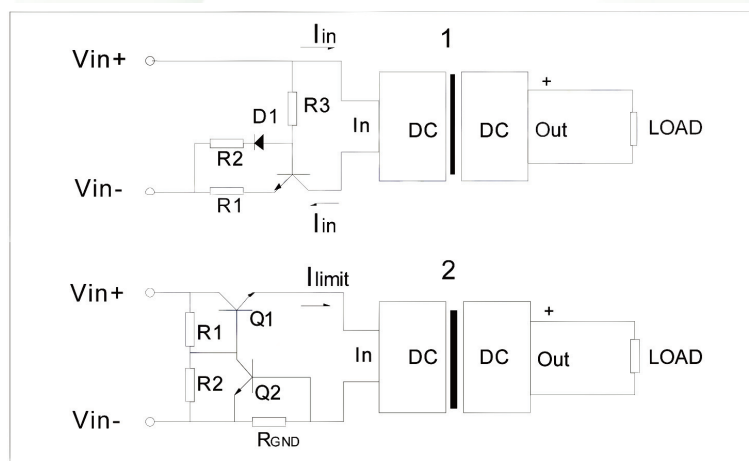 Iin 1
Vin+
R3
D1
In DC DC + Out LOAD
R2
Vin-
R1
Iin
Ilimit 2
Vin+
Q1
R1
In DC DC + Out LOAD
R2 Q2
Vin-
RGND